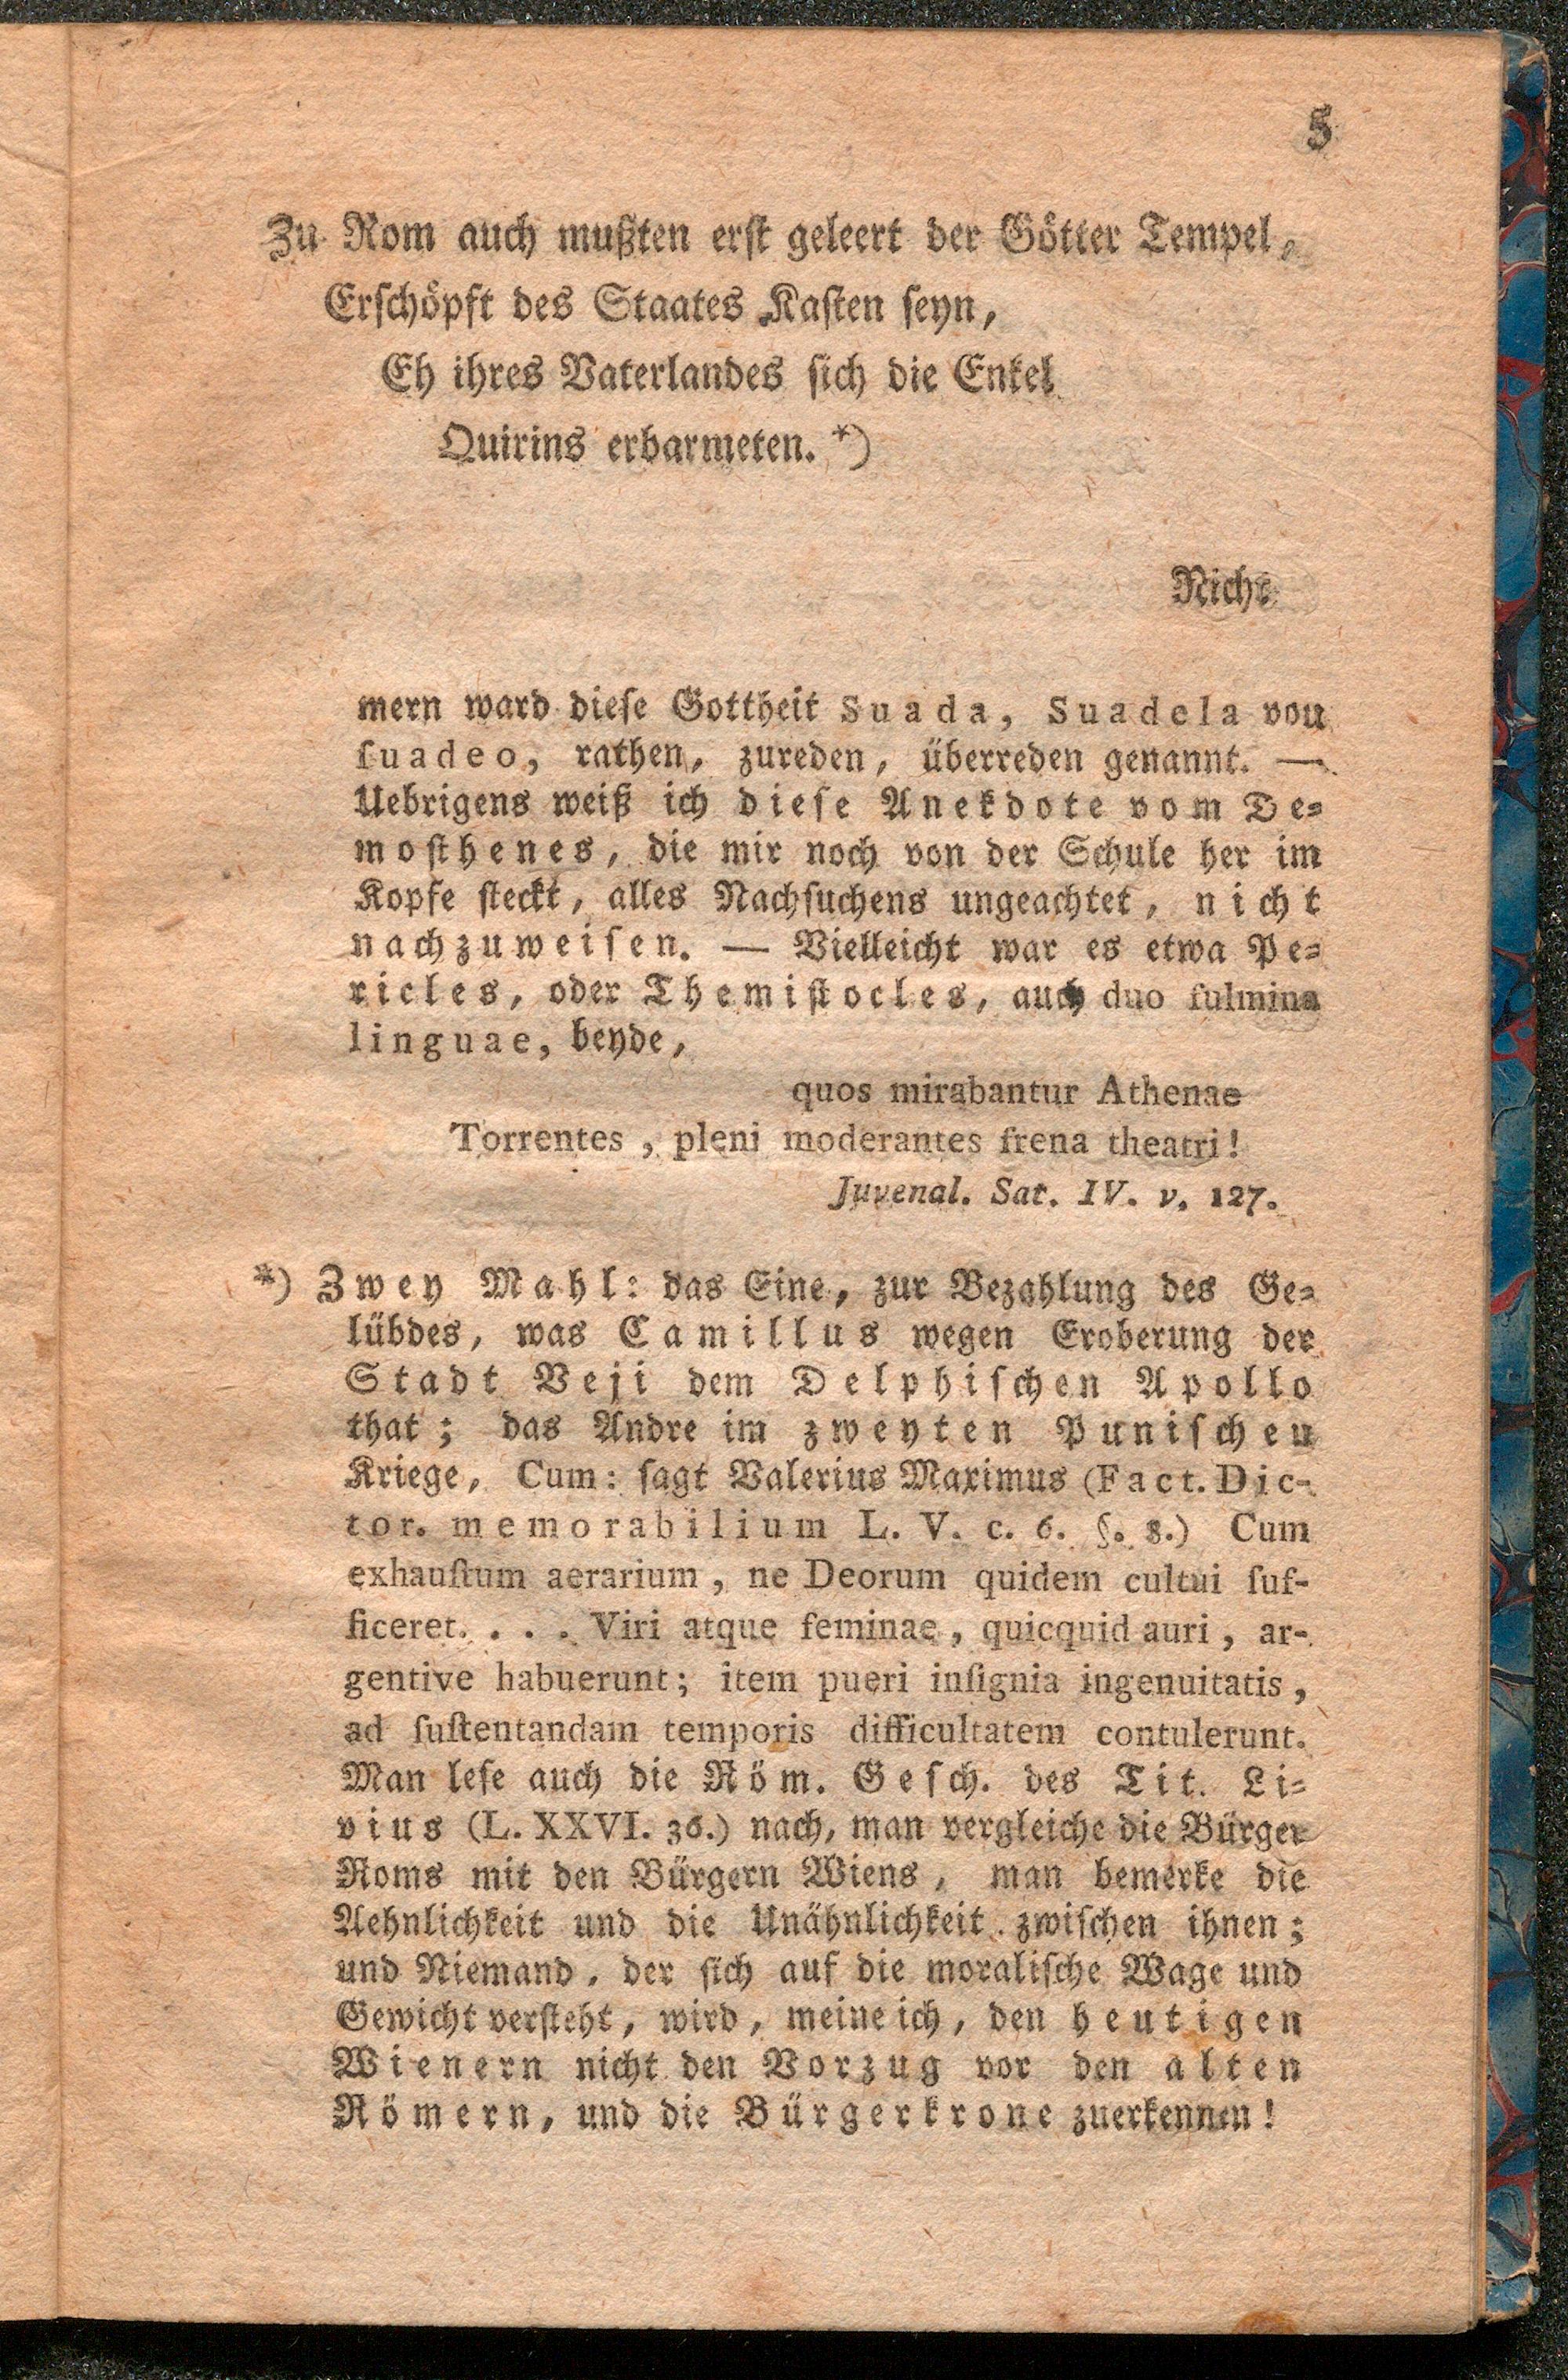 5
Zu Rom auch mußten erst geleert der Götter Tempel,
Erschöpft des Staates Kasten seyn,
Eh ihres Vaterlandes sich die Enkel
Quirins erbarmeten. *)
Nicht
mern ward diese Gottheit Suada, Suadela von
ſuadeo, rathen, zureden, überreden genannt. —
Uebrigens weiß ich diese Anekdote vom De=
mosthenes, die mir noch von der Schule her im
Kopfe steckt, alles Nachsuchens ungeachtet, nicht
nachzuweisen. — Vielleicht war es etwa Pe=
ricles, oder Themistocles, auch duo fulmina
linguae, beyde,
quos mirabantur Athenae
Torrentes, pleni moderantes frena theatri!
Juvenal. Sat. IV. v. 127.
*) Zwey Mahl: das Eine, zur Bezahlung des Ge=
lübdes, was Camillus wegen Eroberung der
Stadt Veji dem Delphischen Apollo
that; das Andre im zweyten Punischen
Kriege, Cum: sagt Valerius Maximus (Fact. Dic-
tor. memorabilium L. V. c. 6. §. 8.) Cum
exhauſtum aerarium, ne Deorum quidem cultui ſuf-
ficeret. . . . Viri atque feminae, quicquid auri, ar-
gentive habuerunt; item pueri inſignia ingenuitatis,
ad ſuſtentandam temporis difficultatem contulerunt.
Man lese auch die Röm. Gesch. des Tit. Li=
vius (L. XXVI. 36.) nach, man vergleiche die Bürger
Roms mit den Bürgern Wiens, man bemerke die
Aehnlichkeit und die Unähnlichkeit zwischen ihnen;
und Niemand, der sich auf die moralische Wage und
Gewicht versteht, wird, meine ich, den heutigen
Wienern nicht den Vorzug vor den alten
Römern, und die Bürgerkrone zuerkennen!